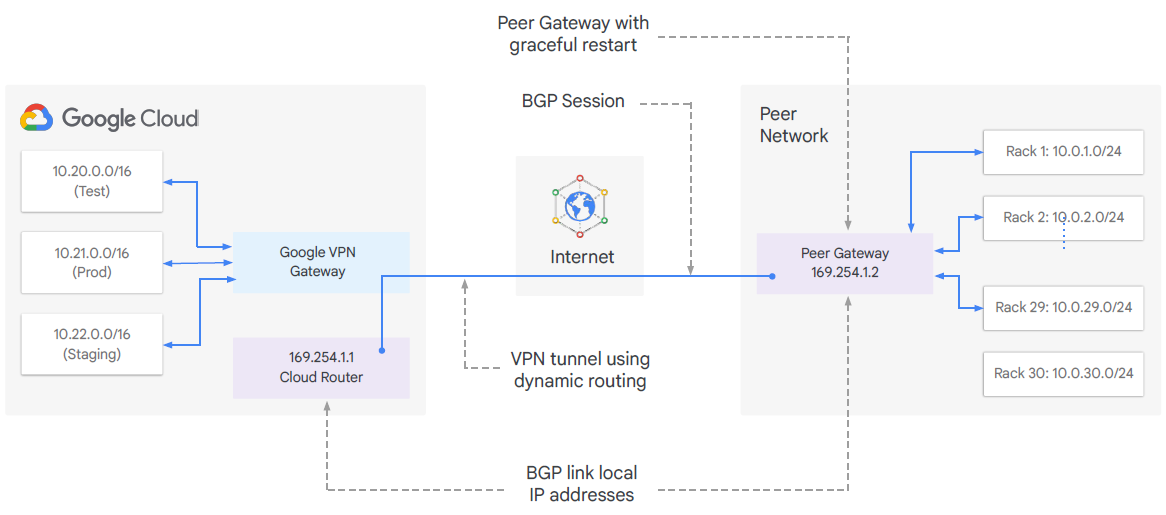 Peer Gateway with
graceful restart
BGP Session
Google Cloud
10.20.0.0/16
(Test)
10.21.0.0/16
(Prod)
10.22.0.0/16
(Staging)
Google VPN
Gateway
169.254.1.1
Cloud Router
Internet
VPN tunnel using
dynamic routing
BGP link local
IP addresses
Peer
Network
Peer Gateway
169.254.1.2
Rack 1: 10.0.1.0/24
Rack 2: 10.0.2.0/24
Rack 29: 10.0.29.0/24
Rack 30: 10.0.30.0/24